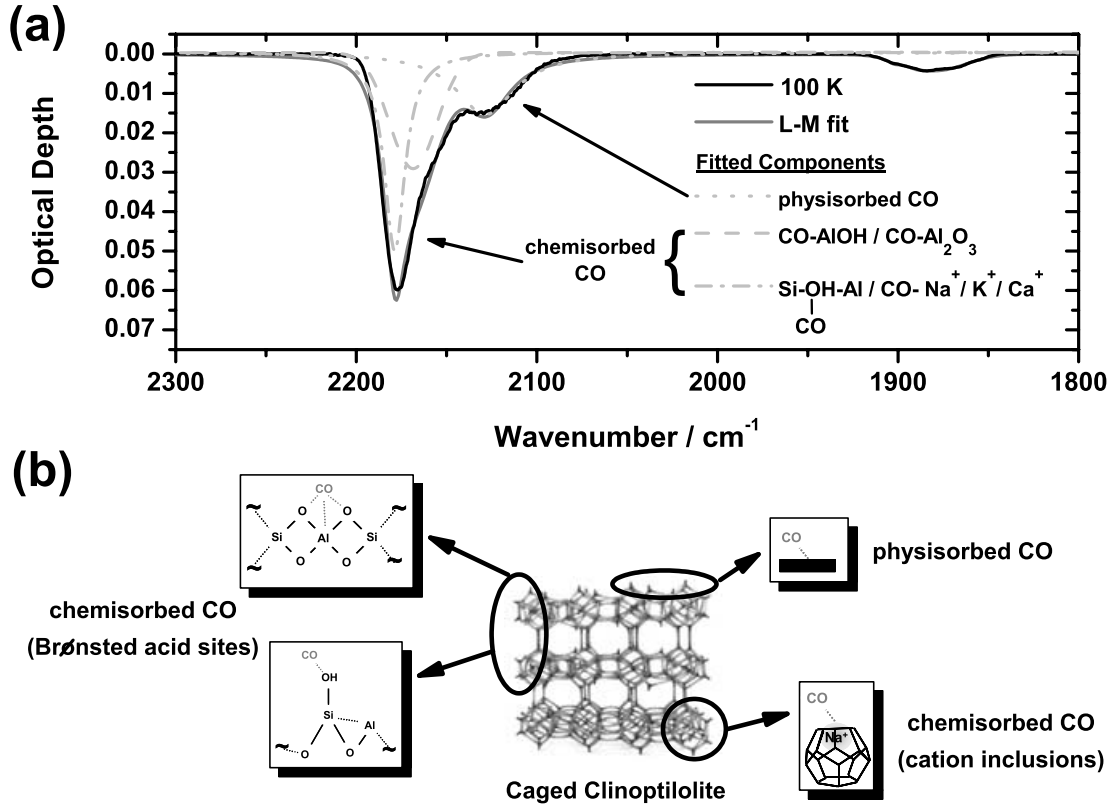 (a)
0.00
0.01
0.02
0.03
0.04
0.05
0.06
0.07
Optical Depth
100 K
L-M fit
Fitted Components
physisorbed CO
CO-AlOH / CO-Al₂O₃
chemisorbed
CO
{
Si-OH-Al / CO- Na⁺/ K⁺/ Ca⁺
CO
2300 2200 2100 2000 1900 1800
Wavenumber / cm⁻¹
(b)
CO
O O
Si Al Si
O O
~ ~ ~ ~
chemisorbed CO
(Brønsted acid sites)
CO
OH
Si Al
O O
~ ~
Caged Clinoptilolite
CO
physisorbed CO
CO
Na⁺
chemisorbed CO
(cation inclusions)